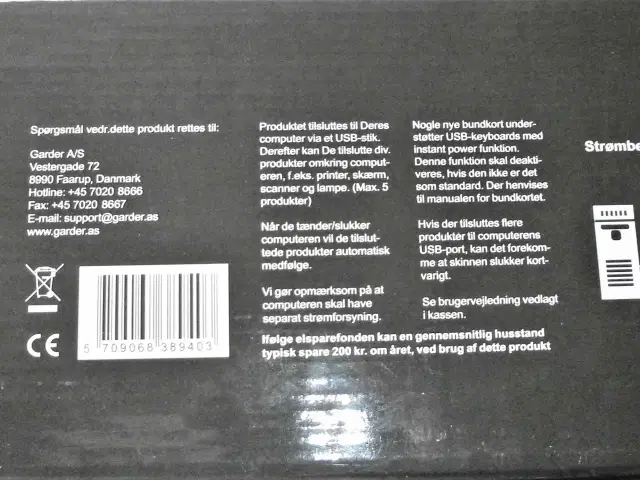 Spørgsmål vedr.dette produkt rettes til:
Garder A/S
Vestergade 72
8990 Faarup, Danmark
Hotline: +45 7020 8666
Fax: +45 7020 8667
E-mail: support@garder.as
www.garder.as
5 709068 389403
Produktet tilsluttes til Deres
computer via et USB-stik.
Derefter kan De tilslutte div.
produkter omkring comput-
eren, f.eks. printer, skærm,
scanner og lampe. (Max. 5
produkter)
Når de tænder/slukker
computeren vil de tilslut-
tede produkter automatisk
medfølge.
Vi gør opmærksom på at
computeren skal have
separat strømforsyning.
Nogle nye bundkort under-
støtter USB-keyboards med
instant power funktion.
Denne funktion skal deakti-
veres, hvis den ikke er det
som standard. Der henvises
til manualen for bundkortet.
Hvis der tilsluttes flere
produkter til computerens
USB-port, kan det forekom-
me at skinnen slukker kort-
varigt.
Se brugervejledning vedlagt
i kassen.
Ifølge elsparefonden kan en gennemsnitlig husstand
typisk spare 200 kr. om året, ved brug af dette produkt
Strømbe
CE